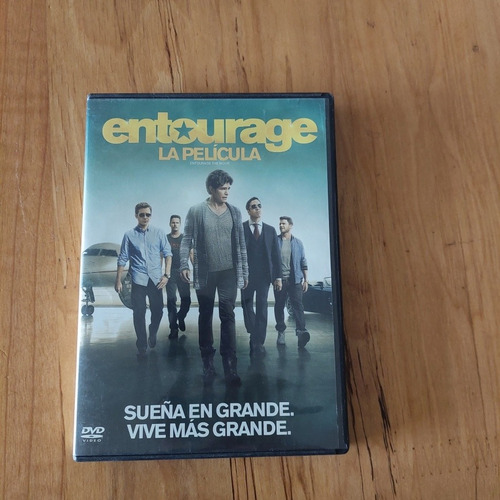 entourage
LA PELÍCULA
SUEÑA EN GRANDE.
VIVE MÁS GRANDE.
DVD
VIDEO